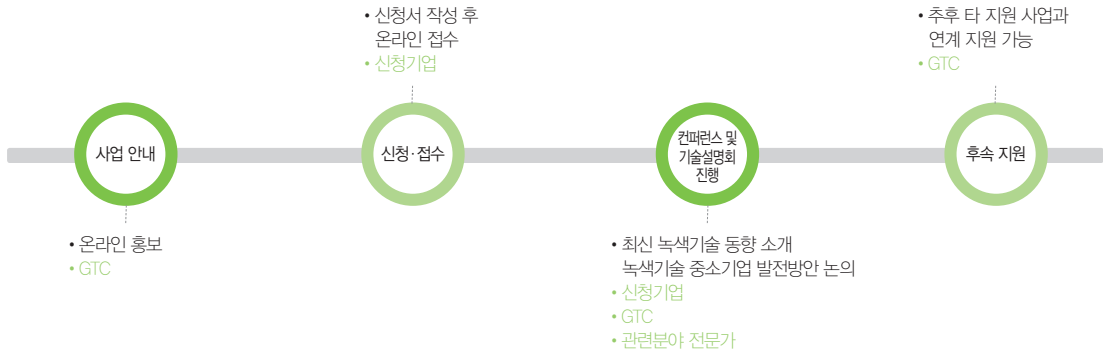 사업 안내
• 온라인 홍보
• GTC
• 신청서 작성 후
온라인 접수
• 신청기업
신청·접수
컨퍼런스 및
기술설명회
진행
• 최신 녹색기술 동향 소개
녹색기술 중소기업 발전방안 논의
• 신청기업
• GTC
• 관련분야 전문가
• 추후 타 지원 사업과
연계 지원 가능
• GTC
후속 지원